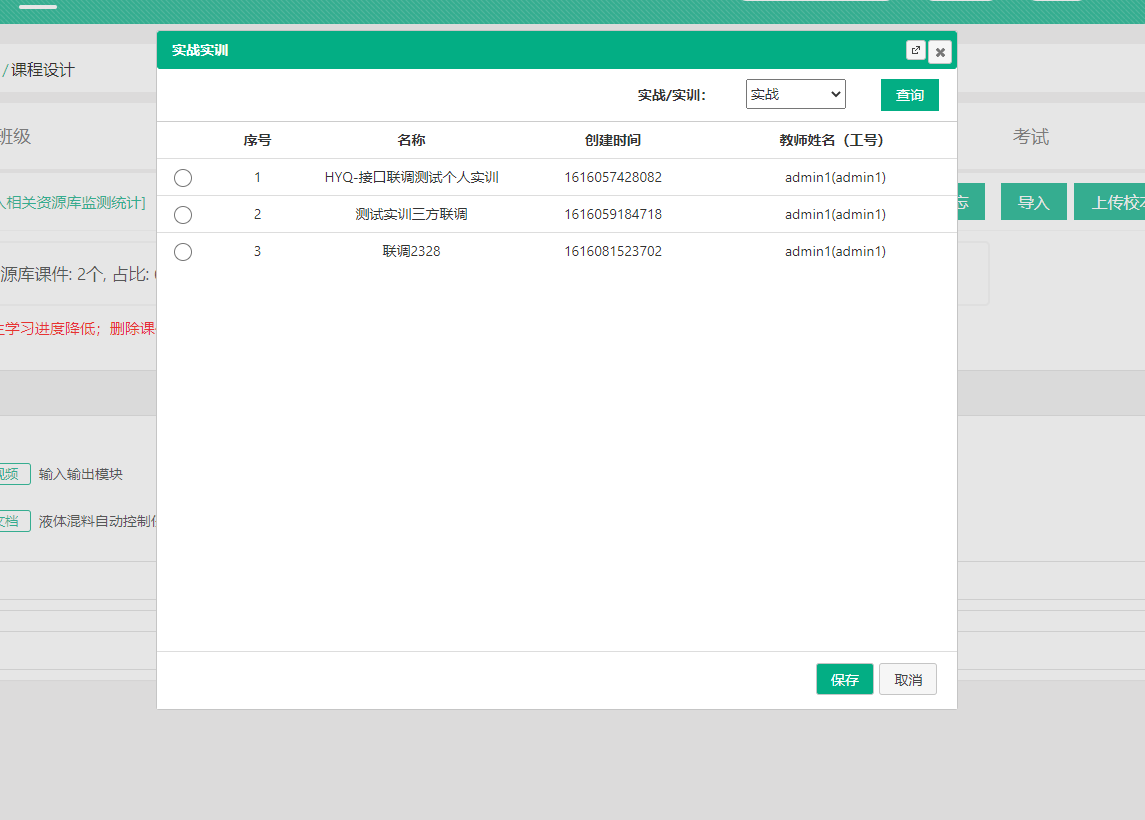 实战实训
/课程设计
实战/实训：
实战
查询
班级
考试
序号
名称
创建时间
教师姓名（工号）
1
HYQ-接口联调测试个人实训
1616057428082
admin1(admin1)
2
测试实训三方联调
1616059184718
admin1(admin1)
3
联调2328
1616081523702
admin1(admin1)
相关资源库监测统计]
导入
上传校本
源库课件: 2个, 占比:
学习进度降低；删除课
视频
输入输出模块
文档
液体混料自动控制
保存
取消